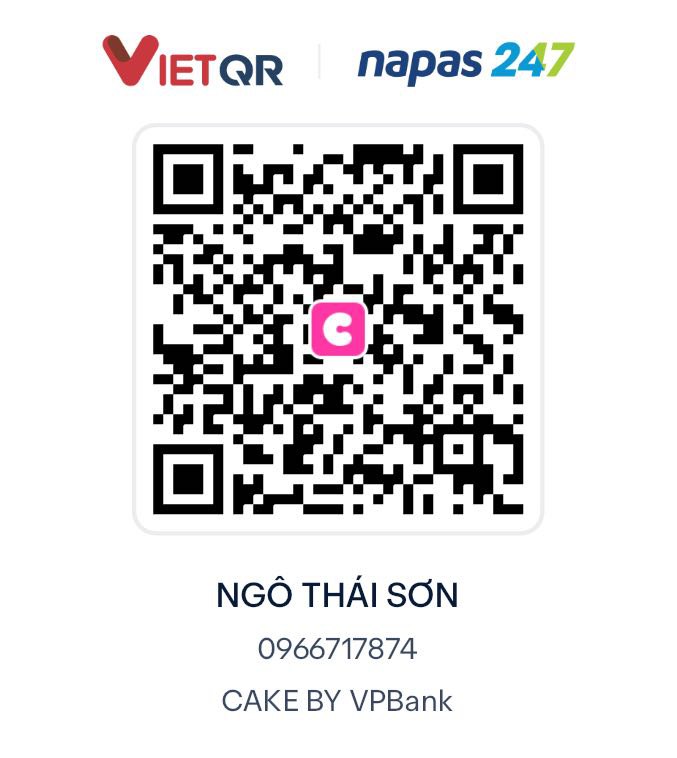 VIETQR
napas 247
C
NGÔ THÁI SƠN
0966717874
CAKE BY VPBank